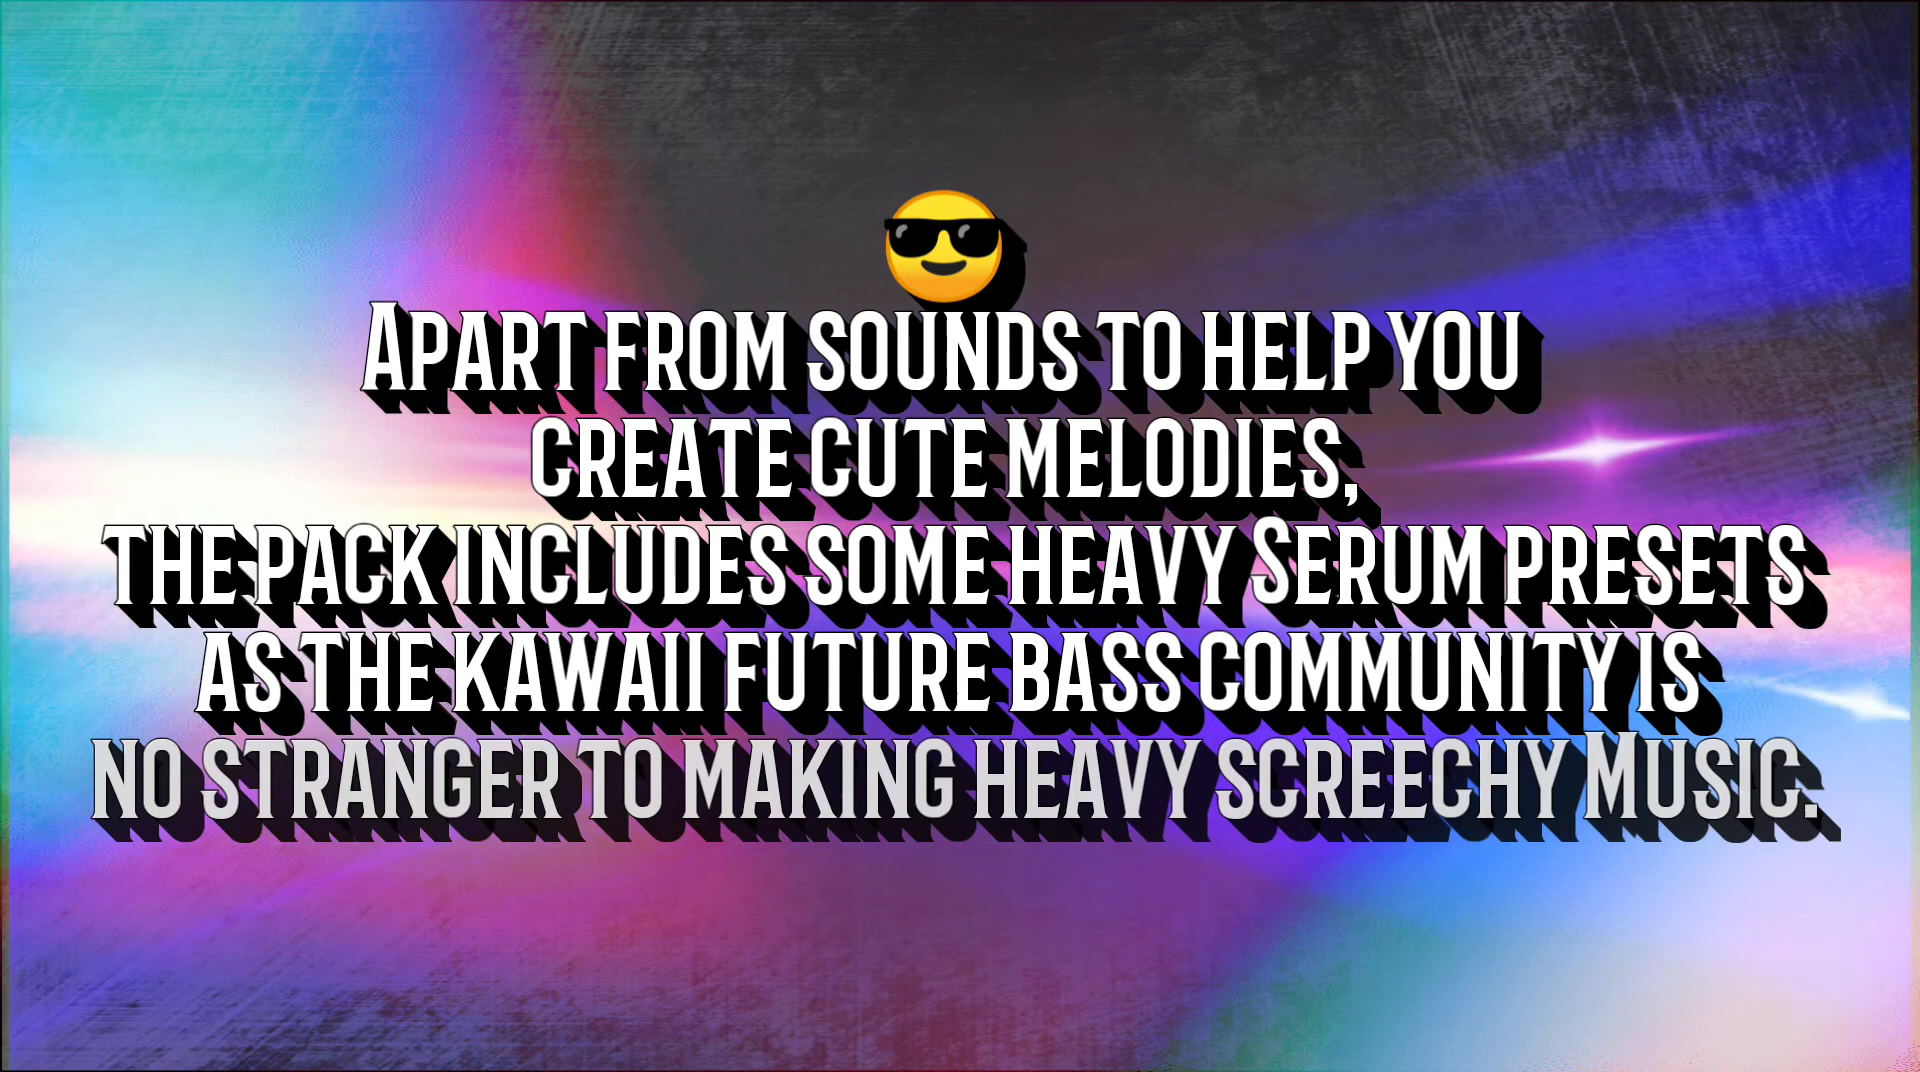 😎
Apart from sounds to help you
create cute melodies,
the pack includes some heavy Serum presets
as the kawaii future bass community is
no stranger to making heavy screechy Music.